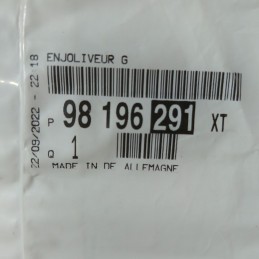 ENJOLIVEUR G
P 98 196 291 XT
Q 1
MADE IN DE ALLEMAGNE
22/09/2022 - 22 18